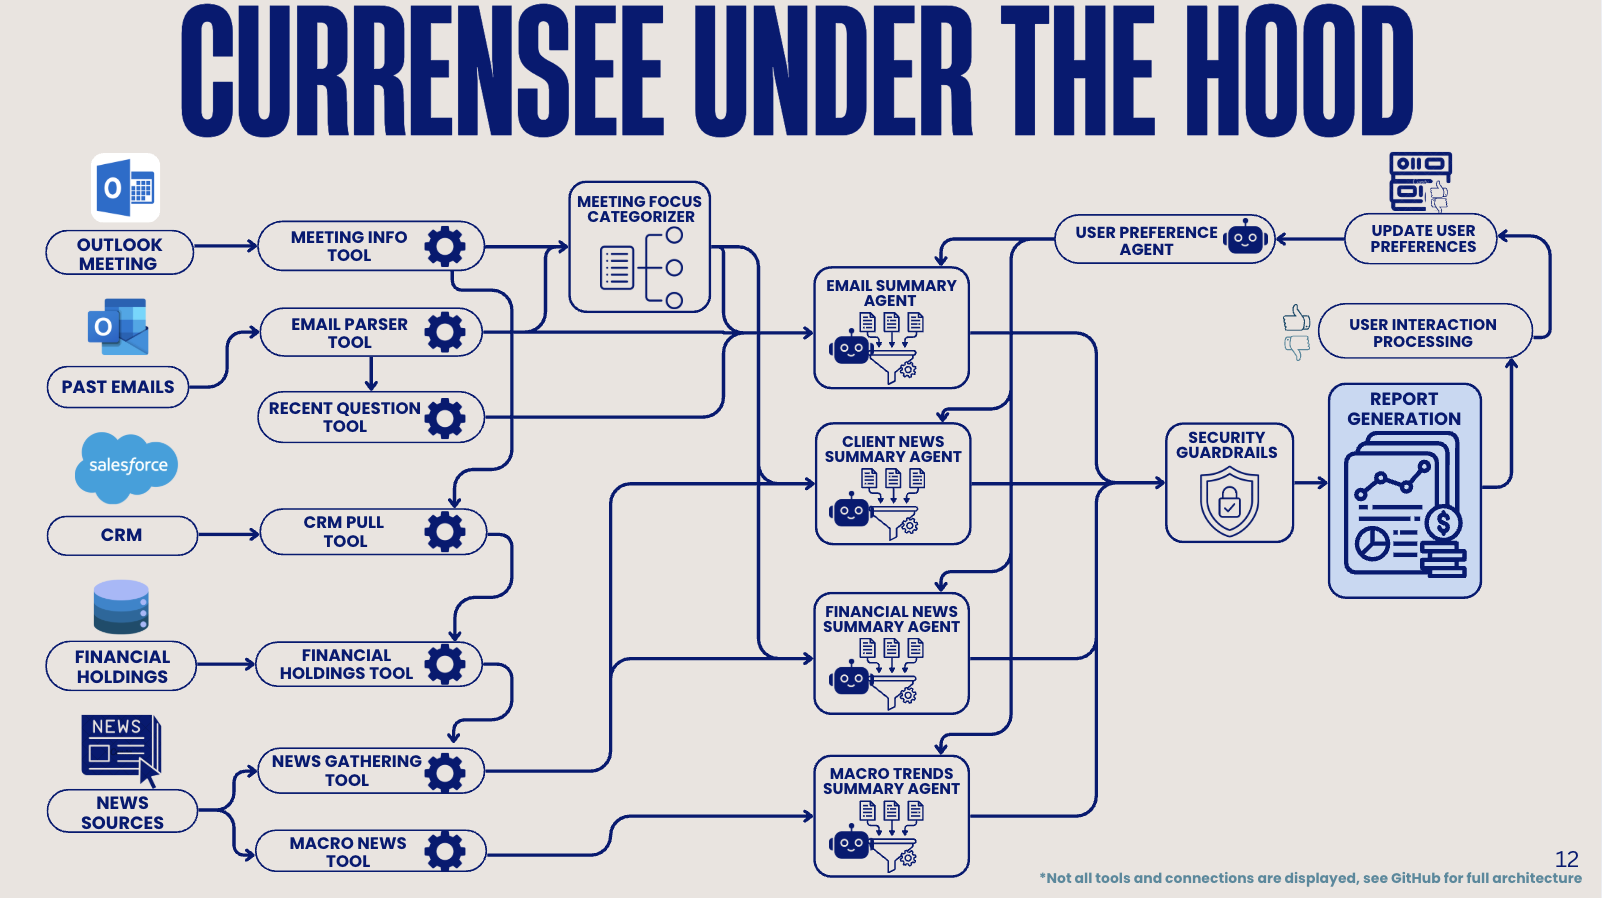 CURRENSEE UNDER THE HOOD
OUTLOOK
MEETING
MEETING INFO
TOOL
MEETING FOCUS
CATEGORIZER
USER PREFERENCE
AGENT
UPDATE USER
PREFERENCES
PAST EMAILS
EMAIL PARSER
TOOL
EMAIL SUMMARY
AGENT
USER INTERACTION
PROCESSING
RECENT QUESTION
TOOL
salesforce
CRM
CRM PULL
TOOL
CLIENT NEWS
SUMMARY AGENT
SECURITY
GUARDRAILS
REPORT
GENERATION
$
FINANCIAL
HOLDINGS
FINANCIAL
HOLDINGS TOOL
FINANCIAL NEWS
SUMMARY AGENT
NEWS
NEWS
SOURCES
NEWS GATHERING
TOOL
MACRO NEWS
TOOL
MACRO TRENDS
SUMMARY AGENT
12
*Not all tools and connections are displayed, see GitHub for full architecture